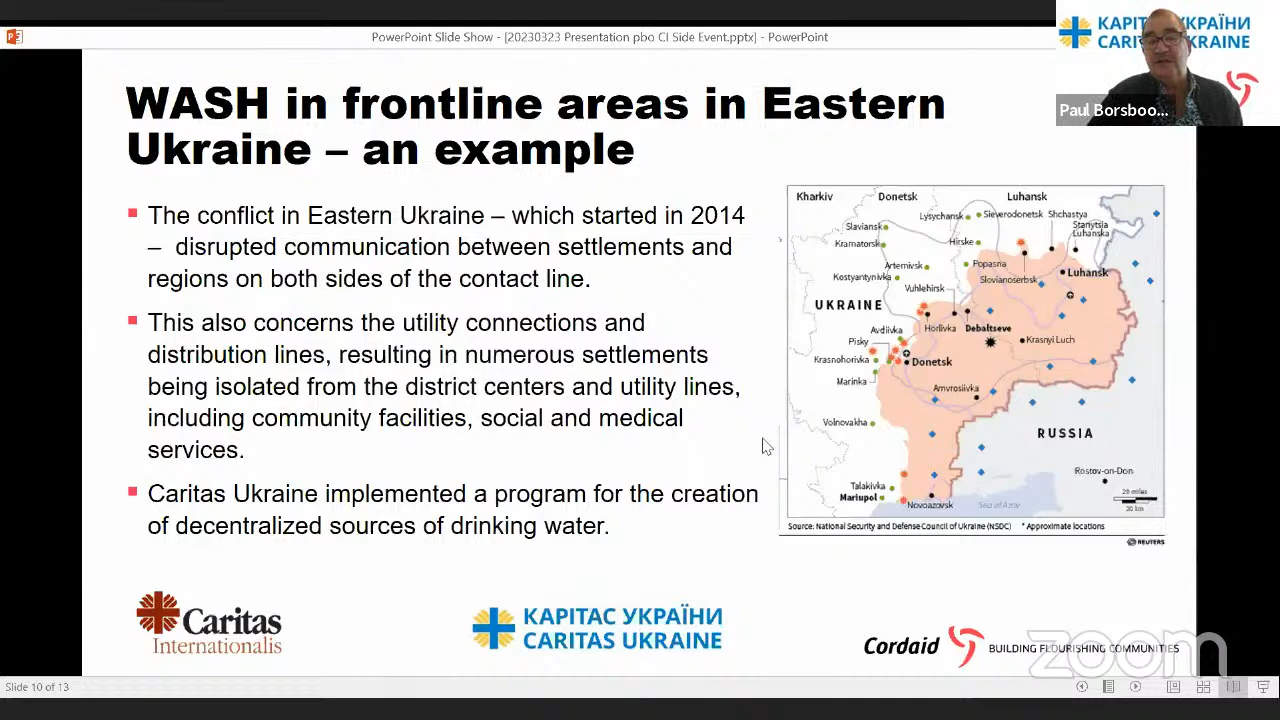 PowerPoint Slide Show - [20230323 Presentation pbo CI Side Event.pptx] - PowerPoint
Paul Borsboo...
WASH in frontline areas in Eastern
Ukraine – an example
The conflict in Eastern Ukraine – which started in 2014
– disrupted communication between settlements and
regions on both sides of the contact line.
This also concerns the utility connections and
distribution lines, resulting in numerous settlements
being isolated from the district centers and utility lines,
including community facilities, social and medical
services.
Caritas Ukraine implemented a program for the creation
of decentralized sources of drinking water.
Kharkiv
Donetsk
Luhansk
Lysychansk
Sieverodonetsk
Shchastya
Slaviansk
Stanytsia
Luhanska
Kramatorsk
Hirske
Artemivsk
Popasna
Kostyantynivka
Slovianoserbsk
Luhansk
Vuhlehirsk
UKRAINE
Avdiivka
Horlivka
Debaltseve
Pisky
Krasnyi Luch
Krasnohorivka
Donetsk
Marinka
Amvrosiivka
Volnovakha
RUSSIA
Rostov-on-Don
Talakivka
Mariupol
Novoazovsk
Sea of Azov
20 miles
20 km
Source: National Security and Defense Council of Ukraine (NSDC)
* Approximate locations
REUTERS
Caritas
Internationalis
КАРІТАС УКРАЇНИ
CARITAS UKRAINE
Cordaid
BUILDING FLOURISHING COMMUNITIES
zoom
Slide 10 of 13